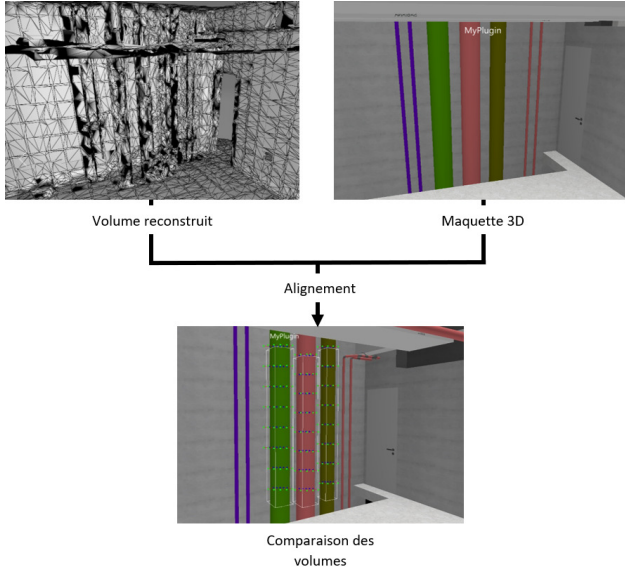 MyPlugin
Volume reconstruit
Maquette 3D
Alignement
MyPlugin
Comparaison des
volumes